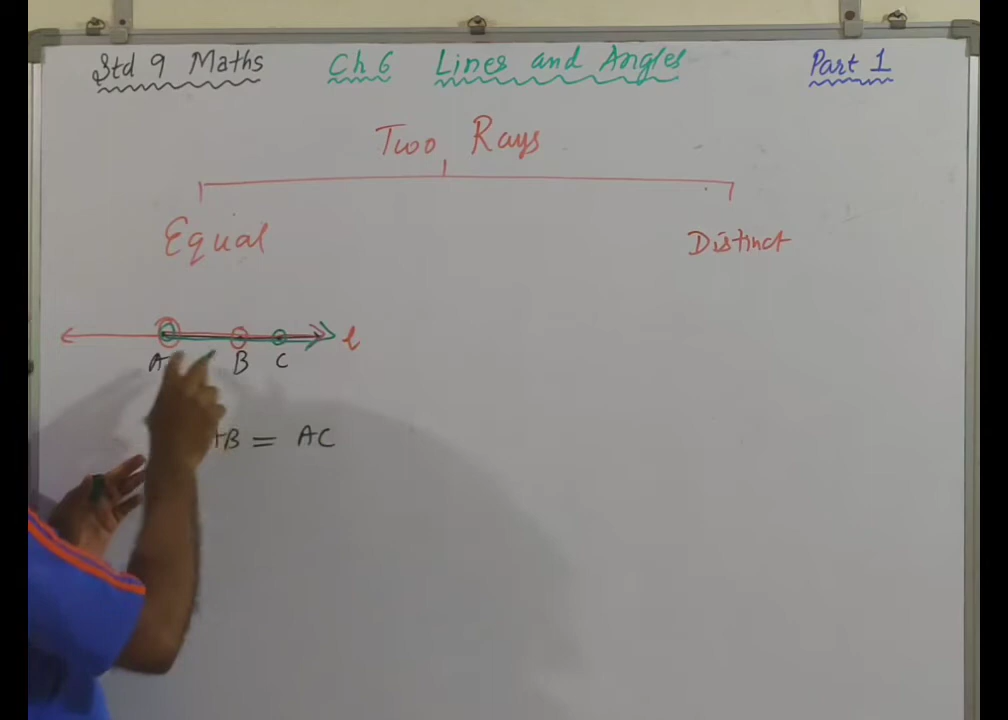 Std 9 Maths Ch 6 Lines and Angles Part 1
Two Rays
Equal Distinct
l
A B C
B = AC